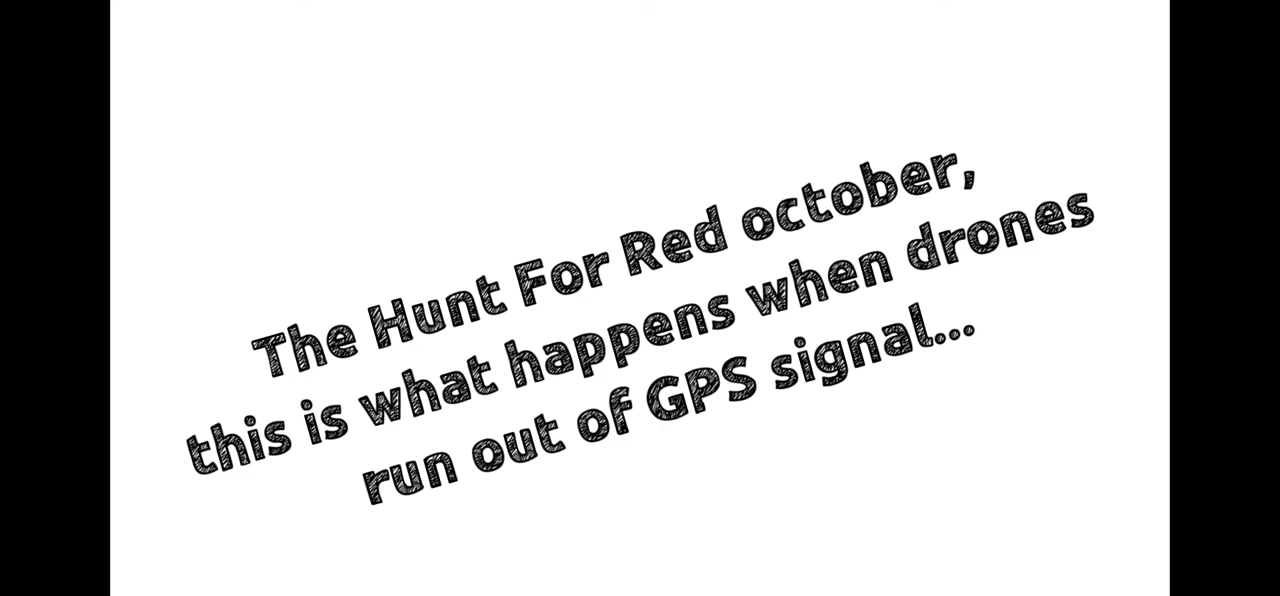 The Hunt For Red october,
this is what happens when drones
run out of GPS signal...